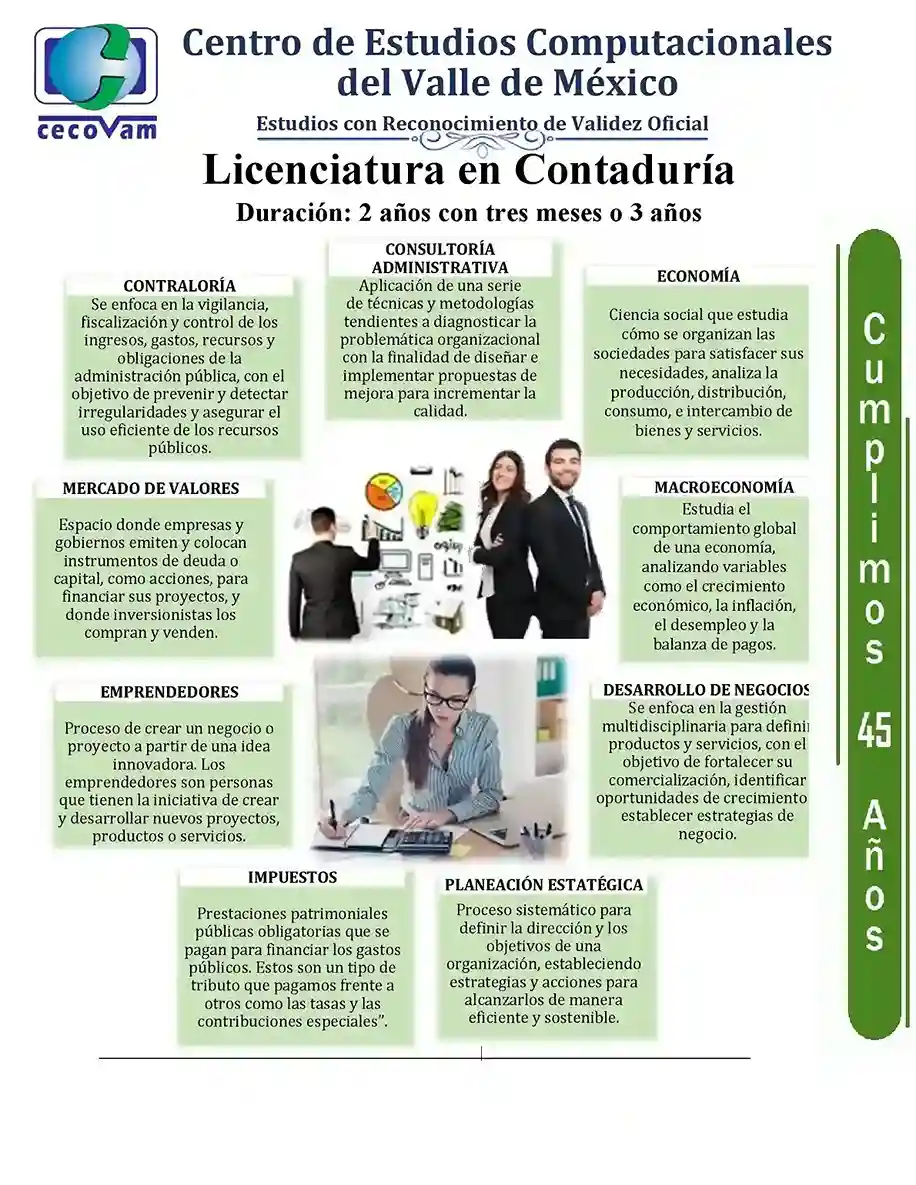 cecovam
Centro de Estudios Computacionales
del Valle de México
Estudios con Reconocimiento de Validez Oficial
Licenciatura en Contaduría
Duración: 2 años con tres meses o 3 años
CONTRALORÍA
Se enfoca en la vigilancia,
fiscalización y control de los
ingresos, gastos, recursos y
obligaciones de la
administración pública, con el
objetivo de prevenir y detectar
irregularidades y asegurar el
uso eficiente de los recursos
públicos.
CONSULTORÍA
ADMINISTRATIVA
Aplicación de una serie
de técnicas y metodologías
tendientes a diagnosticar la
problemática organizacional
con la finalidad de diseñar e
implementar propuestas de
mejora para incrementar la
calidad.
ECONOMÍA
Ciencia social que estudia
cómo se organizan las
sociedades para satisfacer sus
necesidades, analiza la
producción, distribución,
consumo, e intercambio de
bienes y servicios.
MERCADO DE VALORES
Espacio donde empresas y
gobiernos emiten y colocan
instrumentos de deuda o
capital, como acciones, para
financiar sus proyectos, y
donde inversionistas los
compran y venden.
MACROECONOMÍA
Estudia el
comportamiento global
de una economía,
analizando variables
como el crecimiento
económico, la inflación,
el desempleo y la
balanza de pagos.
EMPRENDEDORES
Proceso de crear un negocio o
proyecto a partir de una idea
innovadora. Los
emprendedores son personas
que tienen la iniciativa de crear
y desarrollar nuevos proyectos,
productos o servicios.
DESARROLLO DE NEGOCIOS
Se enfoca en la gestión
multidisciplinaria para defini
productos y servicios, con el
objetivo de fortalecer su
comercialización, identificar
oportunidades de crecimiento
establecer estrategias de
negocio.
IMPUESTOS
Prestaciones patrimoniales
públicas obligatorias que se
pagan para financiar los gastos
públicos. Estos son un tipo de
tributo que pagamos frente a
otros como las tasas y las
contribuciones especiales”.
PLANEACIÓN ESTATÉGICA
Proceso sistemático para
definir la dirección y los
objetivos de una
organización, estableciendo
estrategias y acciones para
alcanzarlos de manera
eficiente y sostenible.
Cumplimos 45 Años